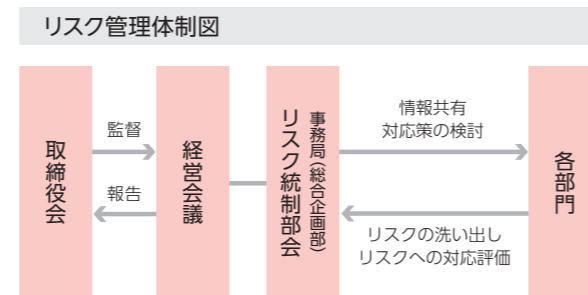 リスク管理体制図
取締役会
監督
報告
経営会議
リスク統制部会
事務局（総合企画部）
情報共有
対応策の検討
リスクの洗い出し
リスクへの対応評価
各部門